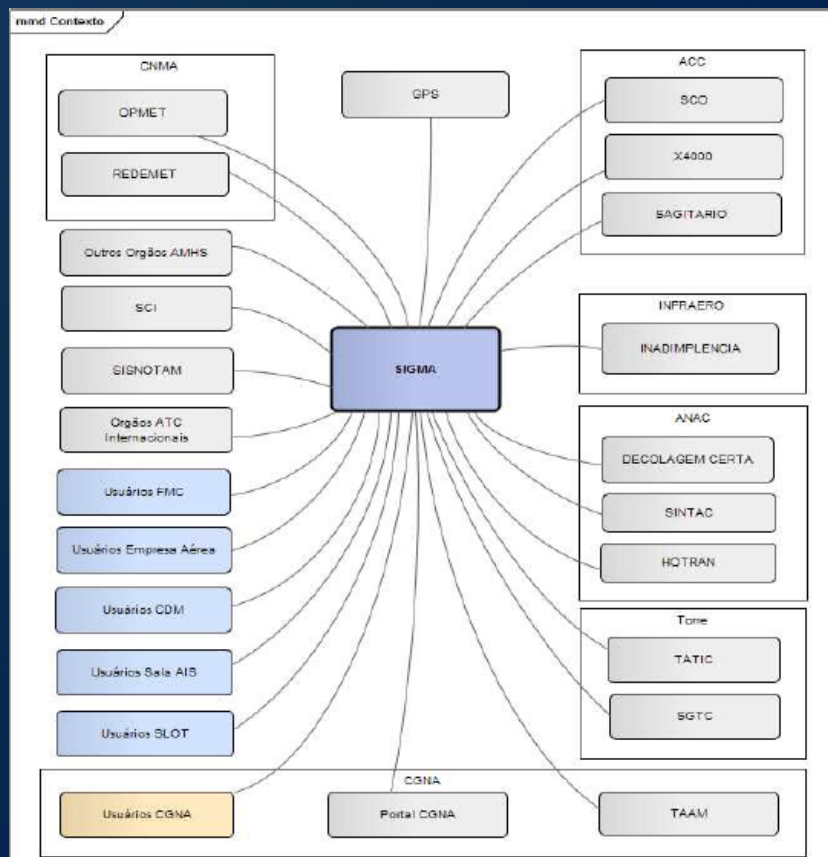 mmd Contexto
CNMA
OPMET
REDEMET
GPS
ACC
SCO
X4000
SAGITARIO
Outros Orgãos AMHS
SCI
SISNOTAM
Orgãos ATC
Internacionais
SIGMA
INFRAERO
INADIMPLENCIA
ANAC
DECOLAGEM CERTA
SINTAC
HOTRAN
Usuários FMC
Usuários Empresa Aérea
Usuários CDM
Usuários Sala AIS
Usuários SLOT
Torre
TATIC
SGTC
CGNA
Usuários CGNA
Portal CGNA
TAAM